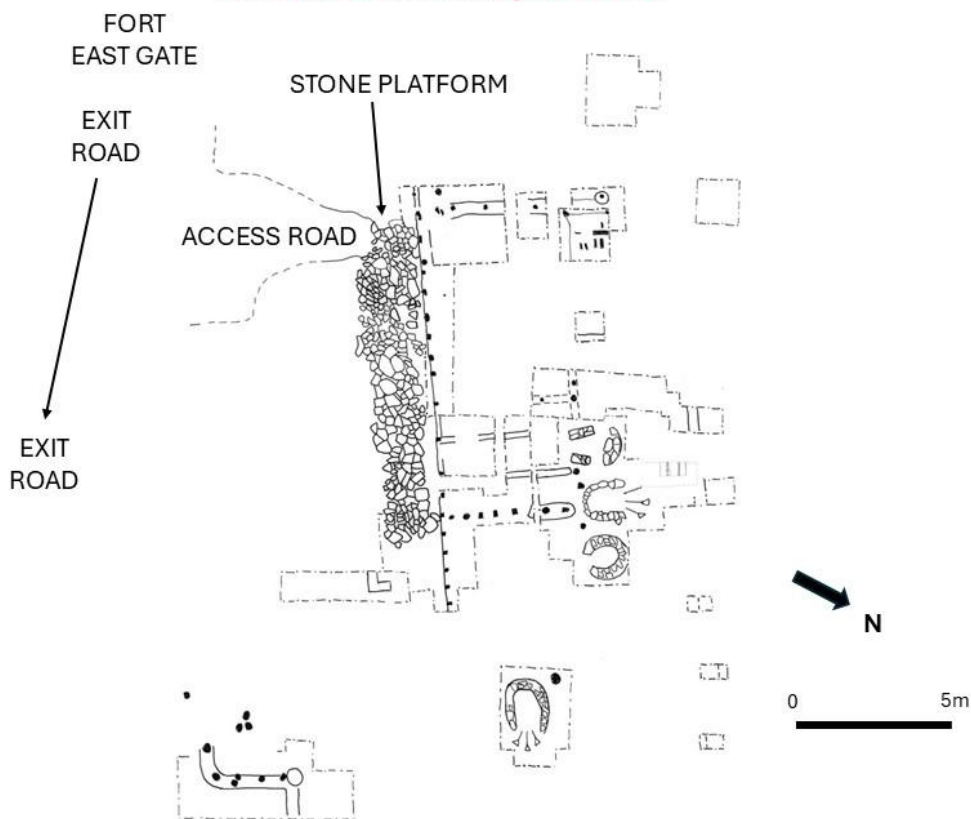 FORT
EAST GATE
STONE PLATFORM
EXIT
ROAD
ACCESS ROAD
EXIT
ROAD
N
0 5m